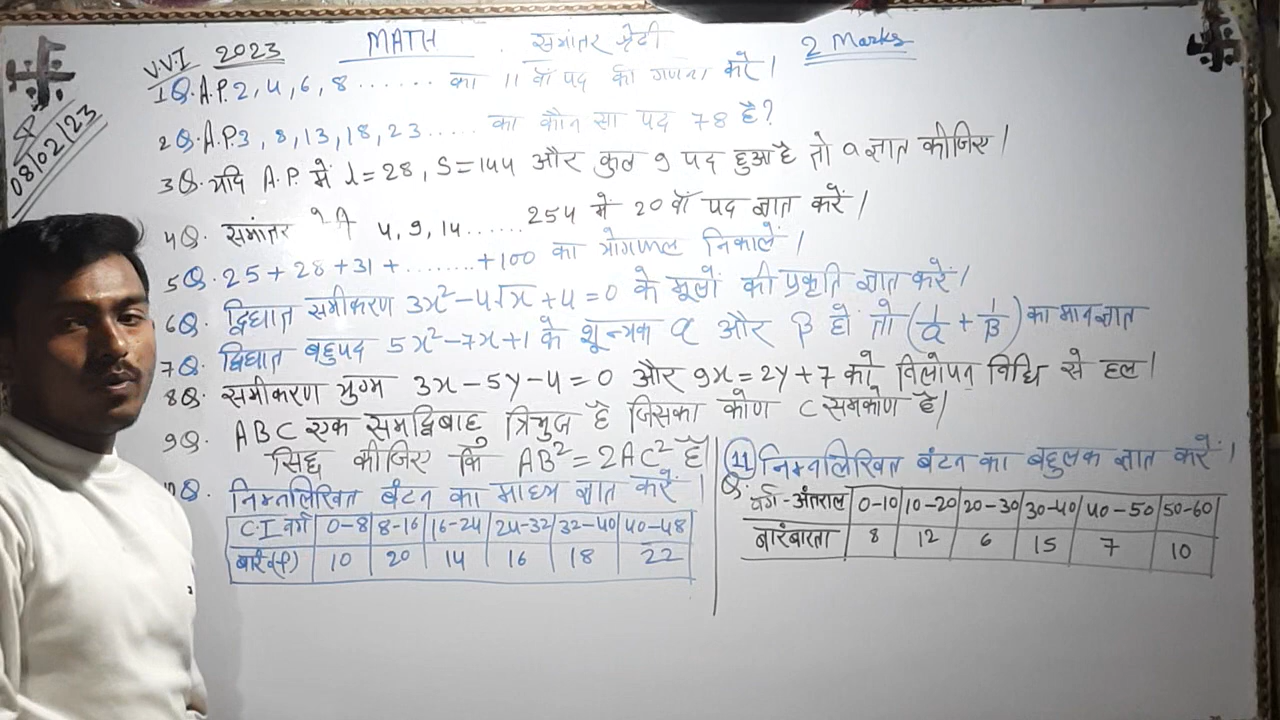 V.V.I 2023 MATH समांतर श्रेढी 2 Marks
08/02/23
1Q. A.P. 2, 4, 6, 8 ....... का 11 वाँ पद की गणना करें।
2Q. A.P. 3, 8, 13, 18, 23 ..... का कौन सा पद 78 है?
3Q. यदि A.P. में l = 28, S = 144 और कुल 9 पद हुआ है तो a ज्ञात कीजिए।
4Q. समांतर 4, 9, 14 ...... 254 में 20 वाँ पद ज्ञात करें।
5Q. 25 + 28 + 31 + ........ + 100 का योगफल निकालें।
6Q. द्विघात समीकरण 3x² - 4√x + 4 = 0 के मूलों की प्रकृति ज्ञात करें।
7Q. द्विघात बहुपद 5x² - 7x + 1 के शून्यक α और β हो तो (1/α + 1/β) का मान ज्ञात
8Q. समीकरण युग्म 3x - 5y - 4 = 0 और 9x = 2y + 7 को विलोपन विधि से हल।
9Q. ABC एक समद्विबाहु त्रिभुज है जिसका कोण C समकोण है।
सिद्ध कीजिए कि AB² = 2AC² है।
10Q. निम्नलिखित बंटन का माध्य ज्ञात करें।
C.I वर्ग 0-8 8-16 16-24 24-32 32-40 40-48
बारं०(f) 10 20 14 16 18 22
(11) Q. निम्नलिखित बंटन का बहुलक ज्ञात करें।
वर्ग-अंतराल 0-10 10-20 20-30 30-40 40-50 50-60
बारंबारता 8 12 6 15 7 10